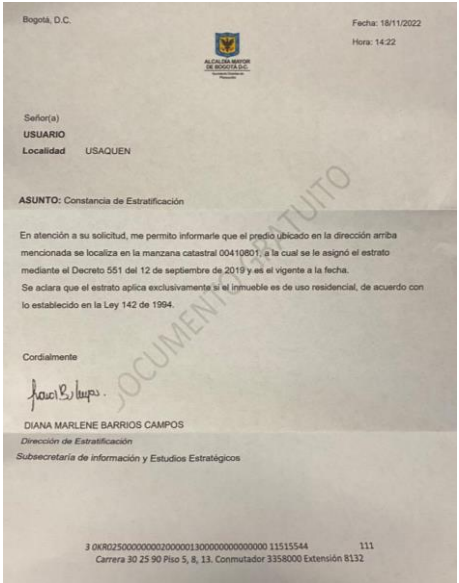 Bogotá, D.C.
Fecha: 18/11/2022
Hora: 14:22
ALCALDÍA MAYOR
DE BOGOTÁ D.C.
Secretaría Distrital de
Planeación
Señor(a)
USUARIO
Localidad USAQUEN
DOCUMENTO GRATUITO
ASUNTO: Constancia de Estratificación
En atención a su solicitud, me permito informarle que el predio ubicado en la dirección arriba
mencionada se localiza en la manzana catastral 00410801, a la cual se le asignó el estrato
mediante el Decreto 551 del 12 de septiembre de 2019 y es el vigente a la fecha.
Se aclara que el estrato aplica exclusivamente si el inmueble es de uso residencial, de acuerdo con
lo establecido en la Ley 142 de 1994.
Cordialmente
DIANA MARLENE BARRIOS CAMPOS
Dirección de Estratificación
Subsecretaría de información y Estudios Estratégicos
111
Carrera 30 25 90 Piso 5, 8, 13. Conmutador 3358000 Extensión 8132